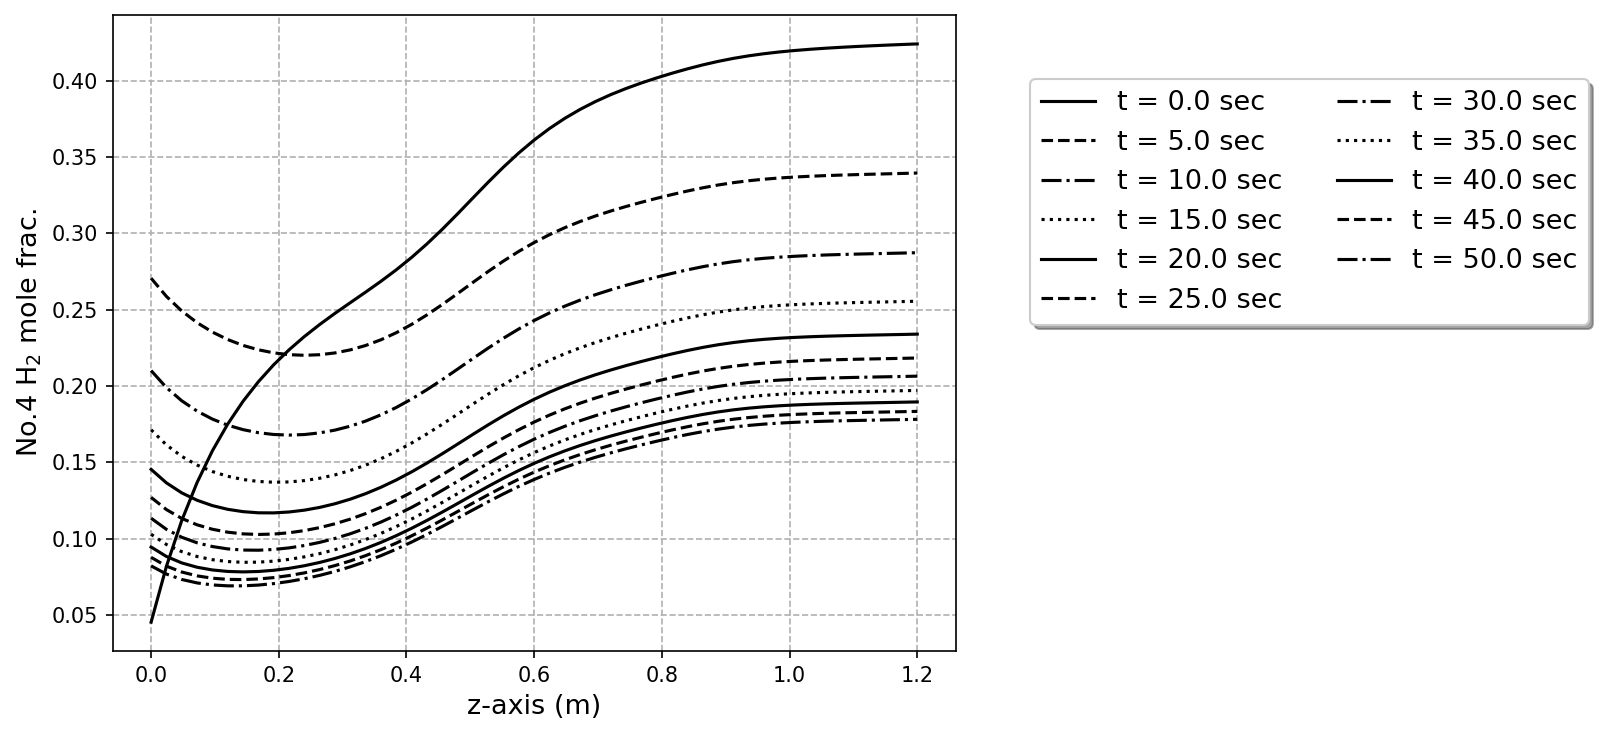 No.4 H₂ mole frac.
0.40
0.35
0.30
0.25
0.20
0.15
0.10
0.05
0.0 0.2 0.4 0.6 0.8 1.0 1.2
z-axis (m)
t = 0.0 sec
t = 5.0 sec
t = 10.0 sec
t = 15.0 sec
t = 20.0 sec
t = 25.0 sec
t = 30.0 sec
t = 35.0 sec
t = 40.0 sec
t = 45.0 sec
t = 50.0 sec